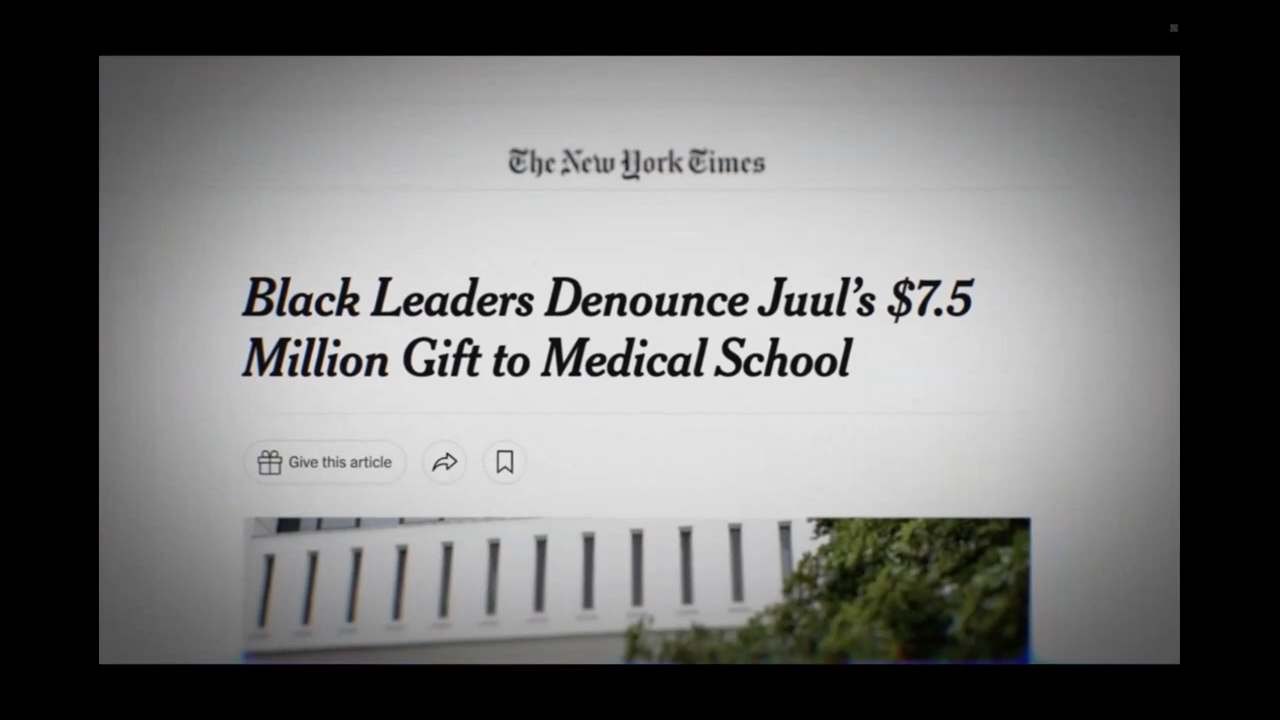 The New York Times
Black Leaders Denounce Juul’s $7.5
Million Gift to Medical School
Give this article